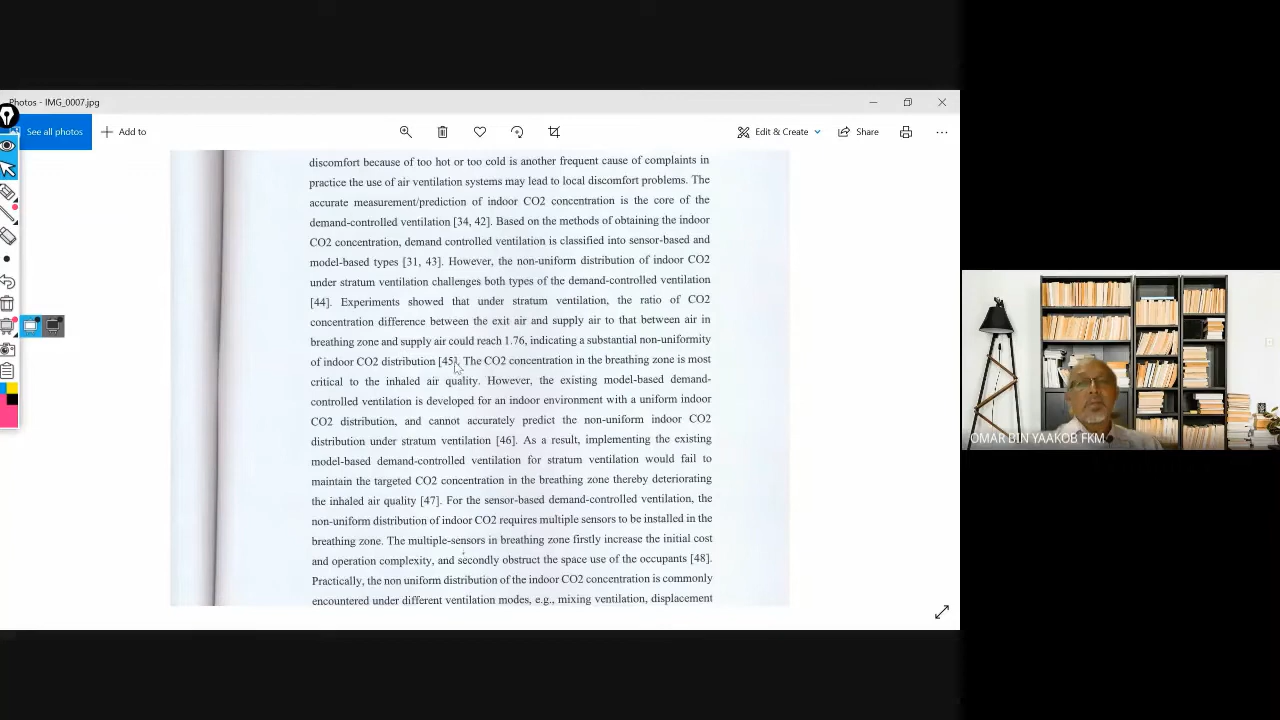 Photos - IMG_0007.jpg
See all photos
Add to
Edit & Create
Share
discomfort because of too hot or too cold is another frequent cause of complaints in
practice the use of air ventilation systems may lead to local discomfort problems. The
accurate measurement/prediction of indoor CO2 concentration is the core of the
demand-controlled ventilation [34, 42]. Based on the methods of obtaining the indoor
CO2 concentration, demand controlled ventilation is classified into sensor-based and
model-based types [31, 43]. However, the non-uniform distribution of indoor CO2
under stratum ventilation challenges both types of the demand-controlled ventilation
[44]. Experiments showed that under stratum ventilation, the ratio of CO2
concentration difference between the exit air and supply air to that between air in
breathing zone and supply air could reach 1.76, indicating a substantial non-uniformity
of indoor CO2 distribution [45]. The CO2 concentration in the breathing zone is most
critical to the inhaled air quality. However, the existing model-based demand-
controlled ventilation is developed for an indoor environment with a uniform indoor
CO2 distribution, and cannot accurately predict the non-uniform indoor CO2
distribution under stratum ventilation [46]. As a result, implementing the existing
model-based demand-controlled ventilation for stratum ventilation would fail to
maintain the targeted CO2 concentration in the breathing zone thereby deteriorating
the inhaled air quality [47]. For the sensor-based demand-controlled ventilation, the
non-uniform distribution of indoor CO2 requires multiple sensors to be installed in the
breathing zone. The multiple-sensors in breathing zone firstly increase the initial cost
and operation complexity, and secondly obstruct the space use of the occupants [48].
Practically, the non uniform distribution of the indoor CO2 concentration is commonly
encountered under different ventilation modes, e.g., mixing ventilation, displacement
OMAR BIN YAAKOB FKM